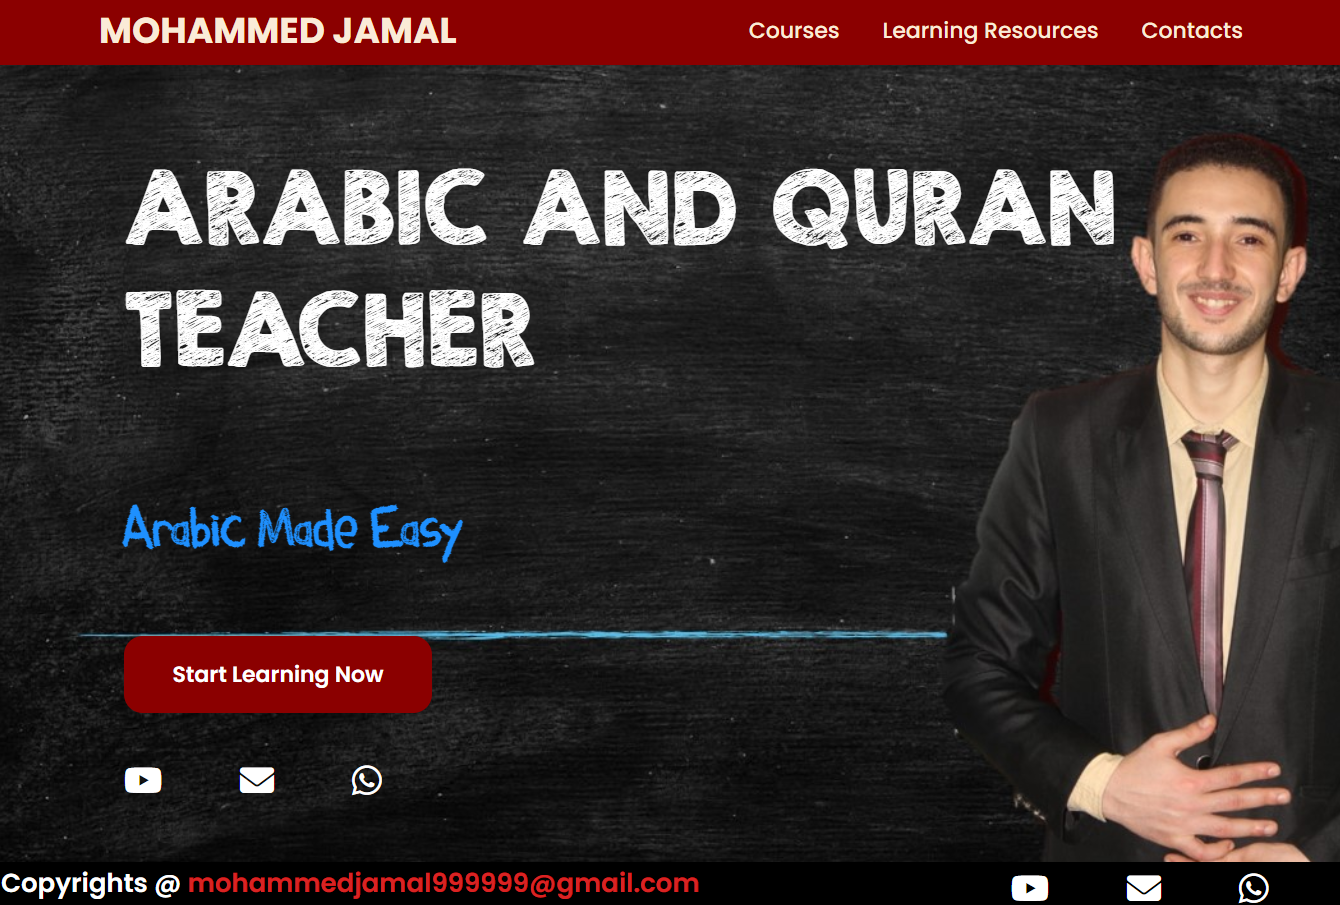 MOHAMMED JAMAL
Courses
Learning Resources
Contacts
ARABIC AND QURAN
TEACHER
Arabic Made Easy
Start Learning Now
Copyrights @ mohammedjamal999999@gmail.com